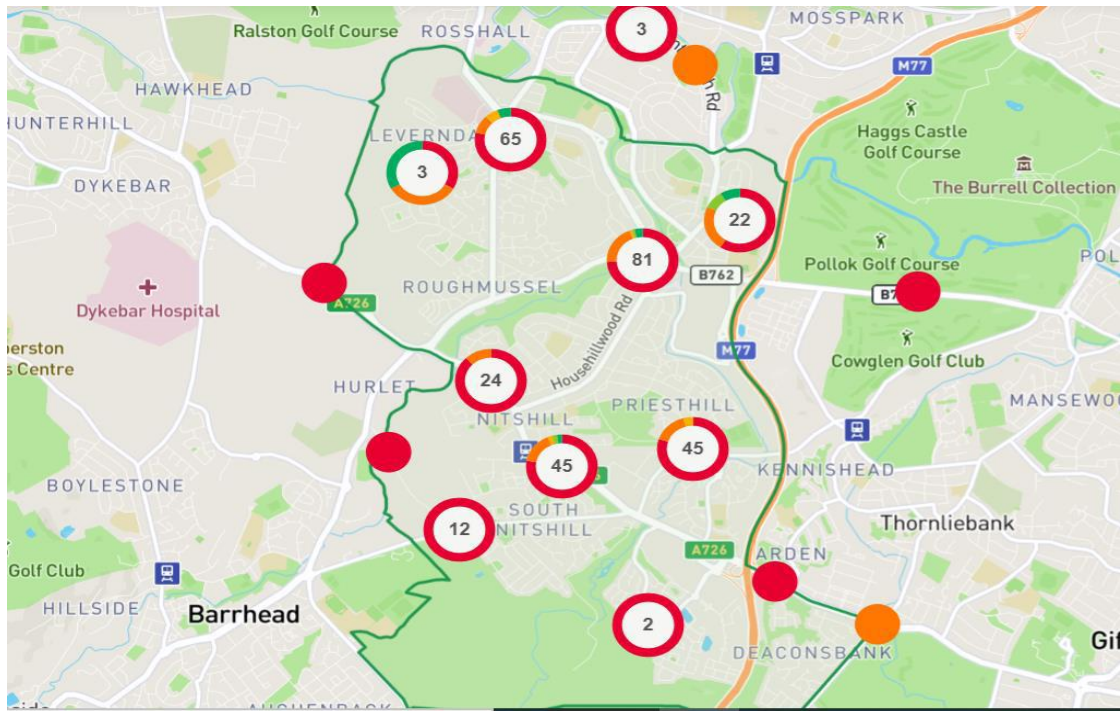 Ralston Golf Course
ROSSHALL
3
MOSSPARK
M77
HAWKHEAD
HUNTERHILL
65
3
Haggs Castle
Golf Course
DYKEBAR
The Burrell Collection
22
81
B762
Pollok Golf Course
ROUGHMUSSEL
A726
Dykebar Hospital
Househillwood Rd
M77
Cowglen Golf Club
HURLET
24
PRIESTHILL
NITSHILL
45
45
KENNISHEAD
BOYLESTONE
SOUTH
NITSHILL
12
Thornliebank
A726
ARDEN
Golf Club
HILLSIDE
Barrhead
2
DEACONSBANK